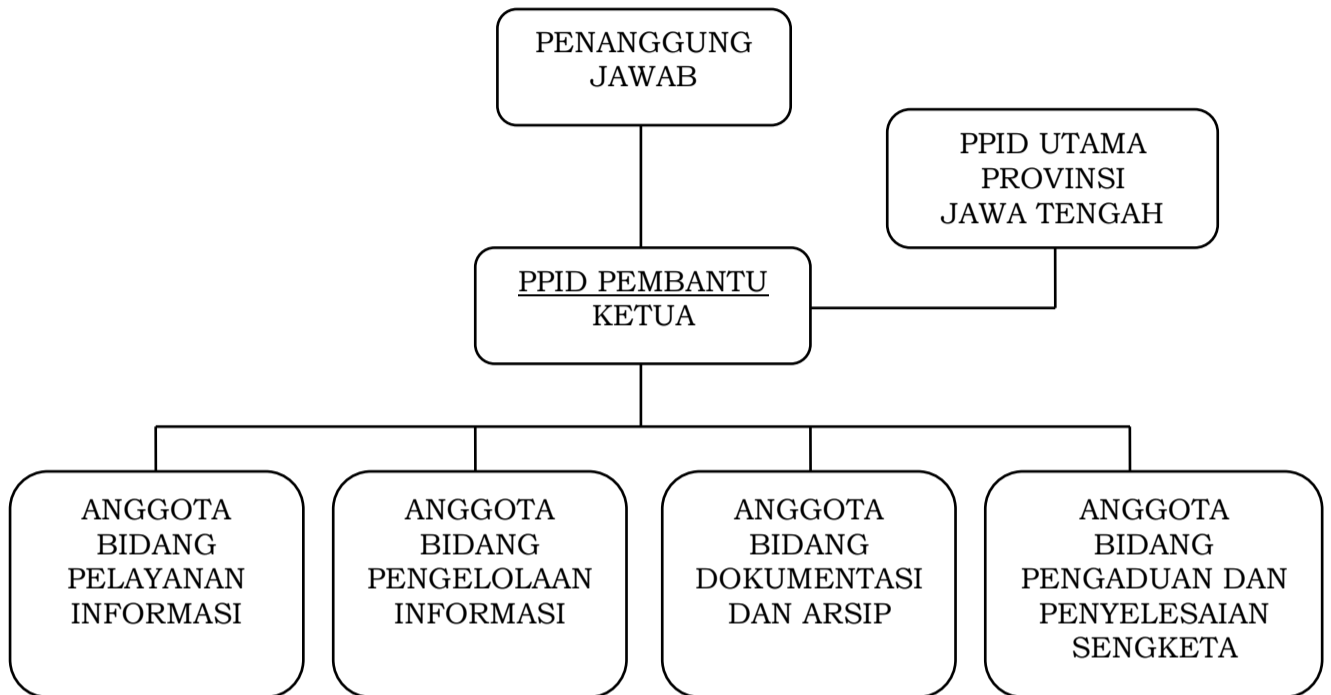 PENANGGUNG
JAWAB
PPID UTAMA
PROVINSI
JAWA TENGAH
PPID PEMBANTU
KETUA
ANGGOTA
BIDANG
PELAYANAN
INFORMASI
ANGGOTA
BIDANG
PENGELOLAAN
INFORMASI
ANGGOTA
BIDANG
DOKUMENTASI
DAN ARSIP
ANGGOTA
BIDANG
PENGADUAN DAN
PENYELESAIAN
SENGKETA